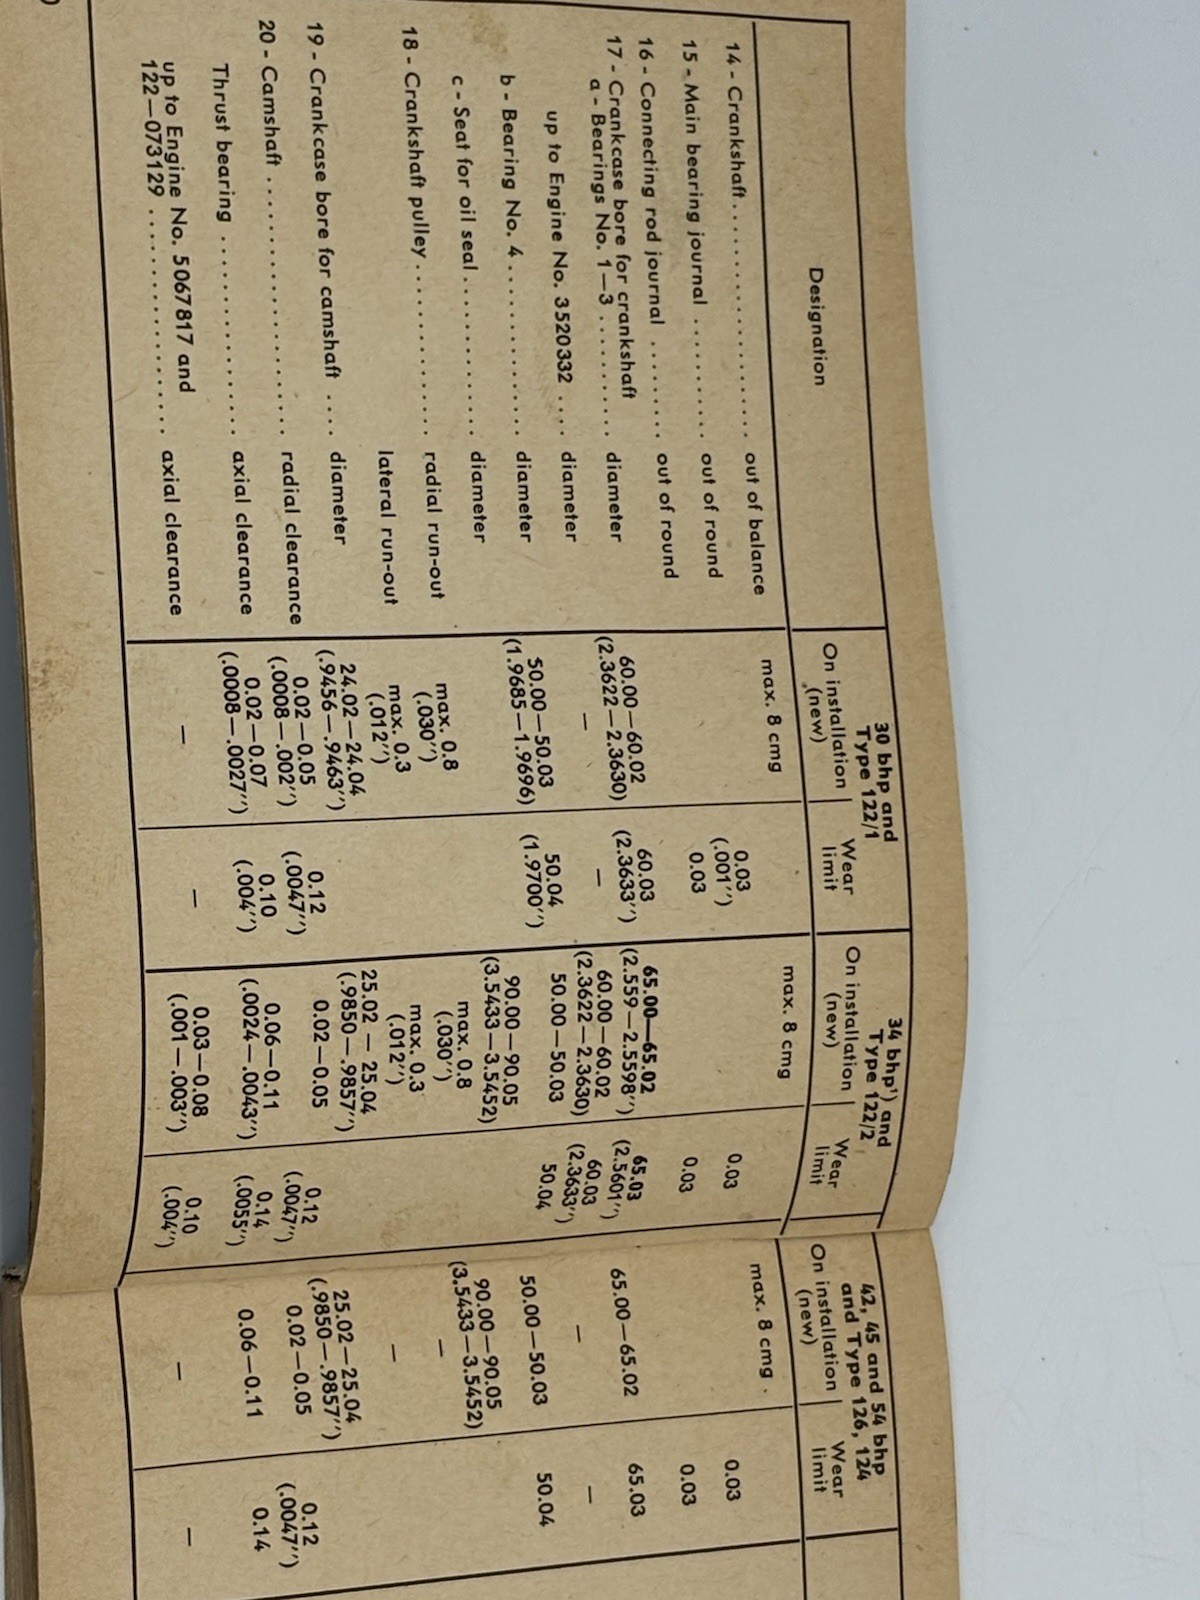 Designation
30 bhp and
Type 122/1
34 bhp¹) and
Type 122/2
42, 45 and 54 bhp
and Type 126, 124
On installation
(new)
Wear
limit
On installation
(new)
Wear
limit
On installation
(new)
Wear
limit
14 - Crankshaft . . . . . . . . . . . . . . . . . . out of balance max. 8 cmg max. 8 cmg max. 8 cmg .
15 - Main bearing journal . . . . . . . . . . out of round 0.03 0.03 0.03
(.001″)
16 - Connecting rod journal . . . . . . . . out of round 0.03 0.03 0.03
17 - Crankcase bore for crankshaft
a - Bearings No. 1—3 . . . . . . . . . . diameter 60.00—60.02 60.03 65.00—65.02 65.03 65.00—65.02 65.03
(2.3622—2.3630) (2.3633″) (2.559—2.5598″) (2.5601″)
up to Engine No. 3520332 . . . . diameter — — 60.00—60.02 60.03 — —
(2.3622—2.3630) (2.3633″)
b - Bearing No. 4 . . . . . . . . . . . . . . diameter 50.00—50.03 50.04 50.00—50.03 50.04 50.00—50.03 50.04
(1.9685—1.9696) (1.9700″)
c - Seat for oil seal . . . . . . . . . . . . . diameter 90.00—90.05 90.00—90.05
(3.5433—3.5452) (3.5433—3.5452)
18 - Crankshaft pulley . . . . . . . . . . . . . radial run-out max. 0.8 max. 0.8 —
(.030″) (.030″)
lateral run-out max. 0.3 max. 0.3 —
(.012″) (.012″)
19 - Crankcase bore for camshaft . . . . diameter 24.02—24.04 25.02 — 25.04 25.02—25.04
(.9456—.9463″) (.9850—.9857″) (.9850—.9857″)
20 - Camshaft . . . . . . . . . . . . . . . . . . . . radial clearance 0.02—0.05 0.12 0.02—0.05 0.12 0.02—0.05 0.12
(.0008—.002″) (.0047″) (.0047″) (.0047″)
Thrust bearing . . . . . . . . . . . . . . . axial clearance 0.02—0.07 0.10 0.06—0.11 0.14 0.06—0.11 0.14
(.0008—.0027″) (.004″) (.0024—.0043″) (.0055″)
up to Engine No. 5067817 and
122—073129 . . . . . . . . . . . . . . . . . axial clearance — — 0.03—0.08 0.10 — —
(.001—.003″) (.004″)